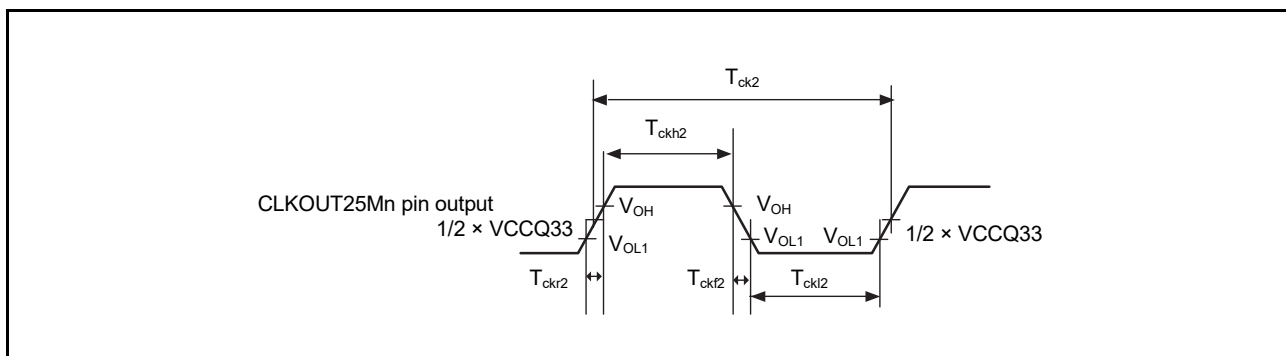 Tck2
Tckh2
CLKOUT25Mn pin output
VOH
VOH
1/2 × VCCQ33
VOL1
VOL1
VOL1
1/2 × VCCQ33
Tckr2
Tckf2
Tckl2